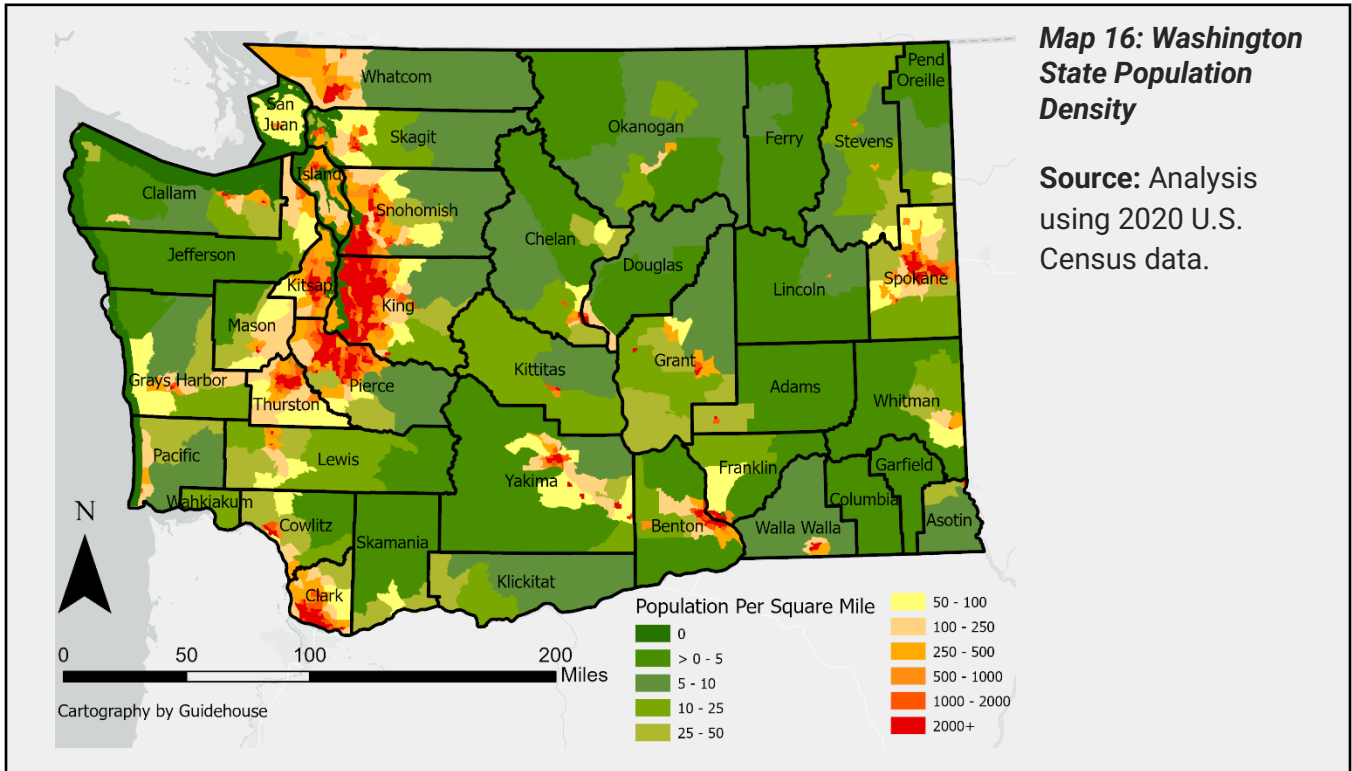 Map 16: Washington
State Population
Density
Source: Analysis
using 2020 U.S.
Census data.
Whatcom
San
Juan
Skagit
Okanogan
Ferry
Pend
Oreille
Stevens
Island
Clallam
Snohomish
Chelan
Jefferson
Douglas
Kitsap
King
Lincoln
Spokane
Mason
Grant
Kittitas
Grays Harbor
Pierce
Adams
Whitman
Thurston
Pacific
Lewis
Yakima
Franklin
Garfield
Wahkiakum
Columbia
Cowlitz
Benton
Walla Walla
Asotin
Skamania
Klickitat
Clark
N
0 50 100 200
Miles
Cartography by Guidehouse
Population Per Square Mile
0
> 0 - 5
5 - 10
10 - 25
25 - 50
50 - 100
100 - 250
250 - 500
500 - 1000
1000 - 2000
2000+